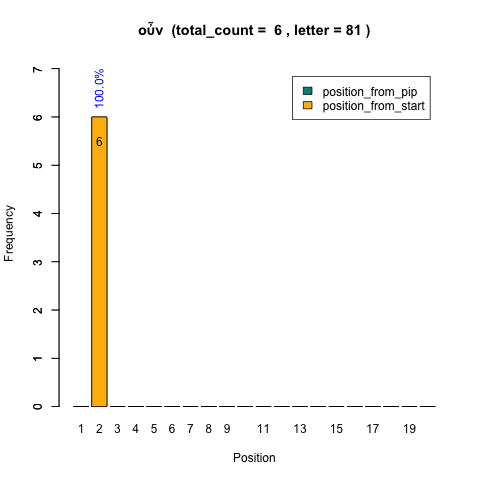 οὖν  (total_count =  6 , letter = 81 )
position_from_pip
position_from_start
100.0%
6
Frequency
0 1 2 3 4 5 6 7
1 2 3 4 5 6 7 8 9 11 13 15 17 19
Position